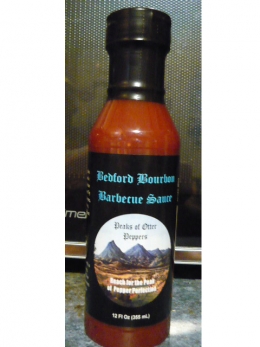 Bedford Bourbon
Barbecue Sauce
Peaks of Otter
Peppers
Reach for the Peak
of Pepper Perfection
12 Fl Oz (355 mL)